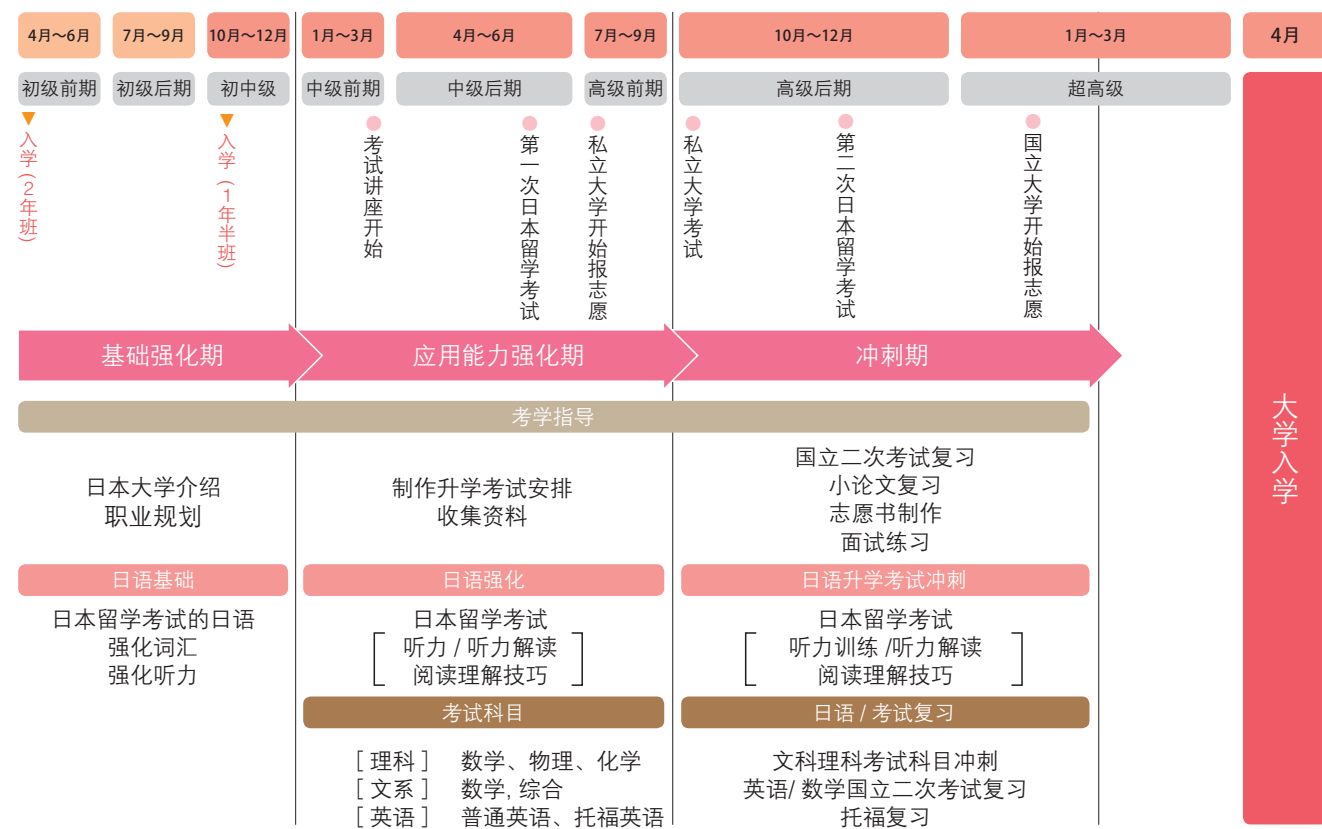 4月～6月
7月～9月
10月～12月
1月～3月
4月～6月
7月～9月
10月～12月
1月～3月
4月
初级前期
初级后期
初中级
中级前期
中级后期
高级前期
高级后期
超高级
入学(2年班)
入学(1年半班)
考试讲座开始
第一次日本留学考试
私立大学开始报志愿
私立大学考试
第二次日本留学考试
国立大学开始报志愿
大学入学
基础强化期
应用能力强化期
冲刺期
考学指导
日本大学介绍
职业规划
制作升学考试安排
收集资料
国立二次考试复习
小论文复习
志愿书制作
面试练习
日语基础
日语强化
日语升学考试冲刺
日本留学考试的日语
强化词汇
强化听力
日本留学考试
听力 / 听力解读
阅读理解技巧
日本留学考试
听力训练 /听力解读
阅读理解技巧
考试科目
日语 / 考试复习
[ 理科 ] 数学、物理、化学
[ 文系 ] 数学, 综合
[ 英语 ] 普通英语、托福英语
文科理科考试科目冲刺
英语/ 数学国立二次考试复习
托福复习